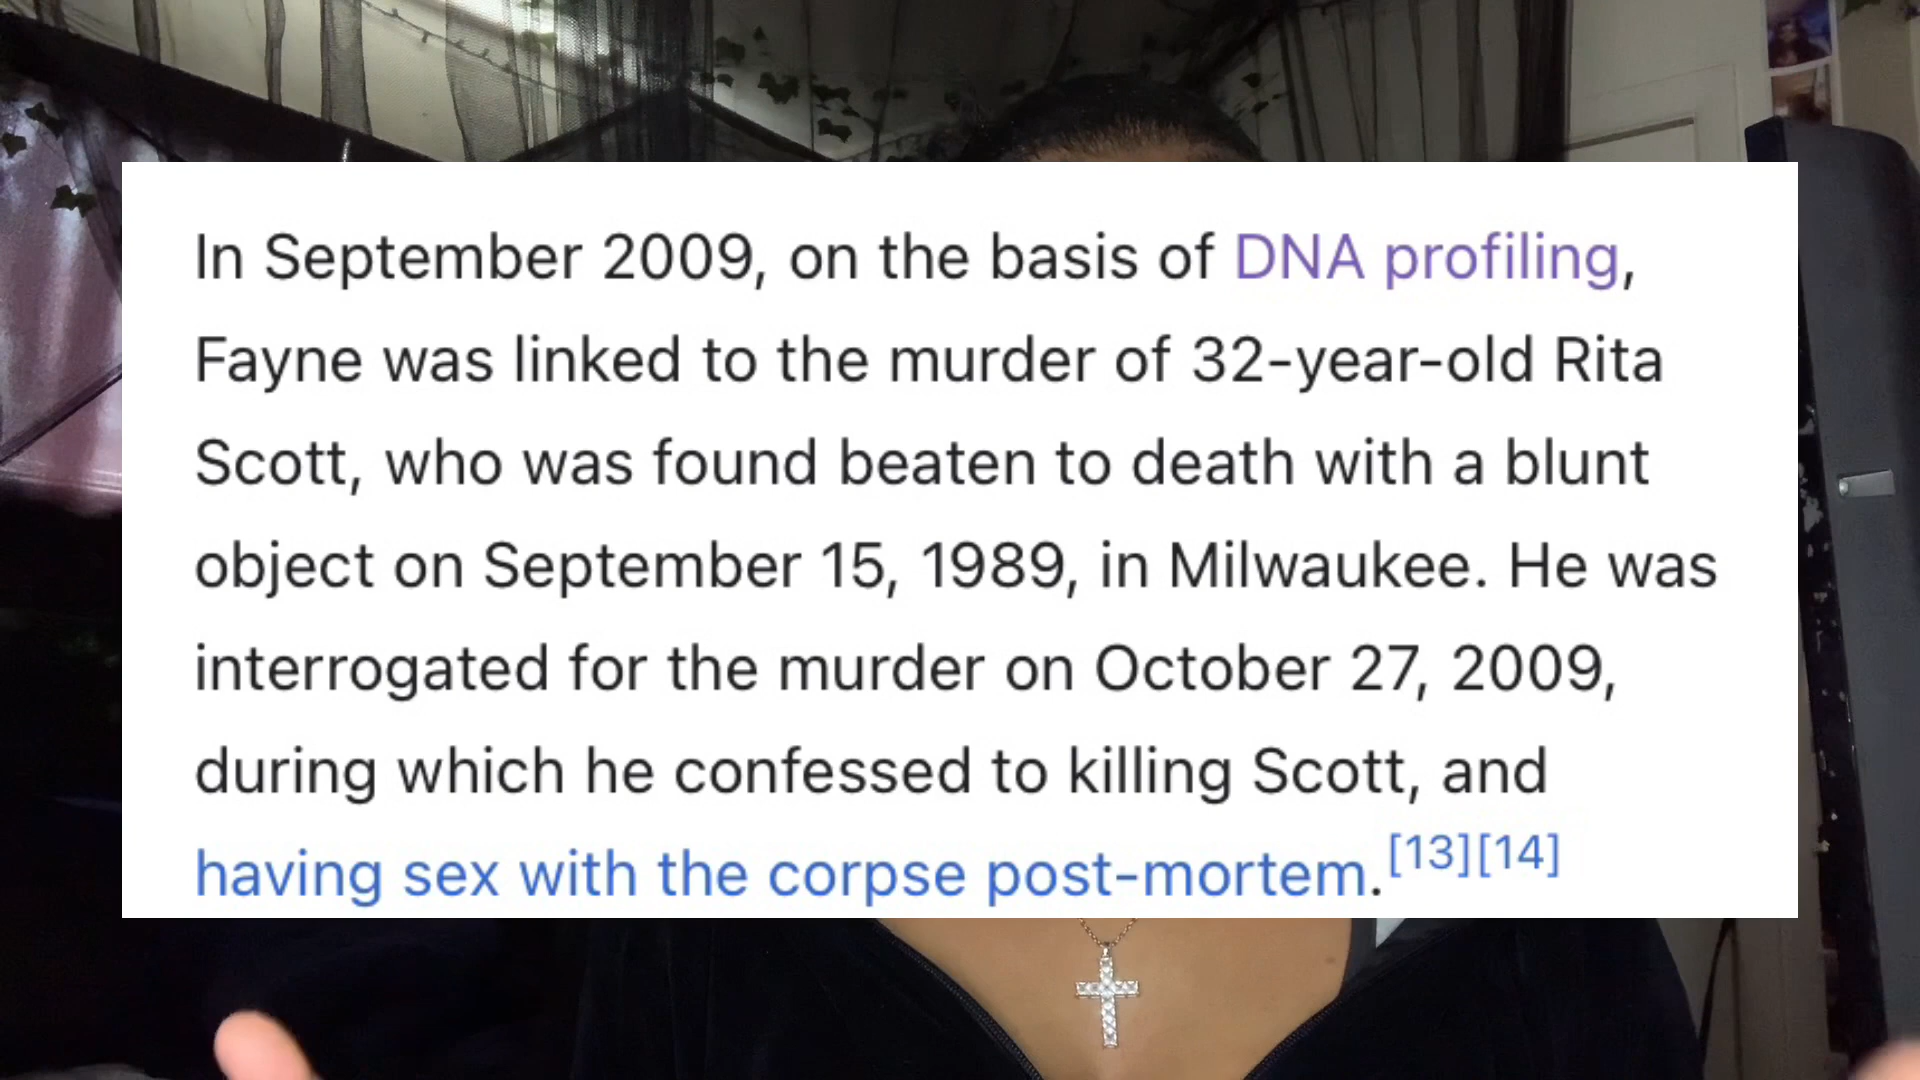 In September 2009, on the basis of DNA profiling,
Fayne was linked to the murder of 32-year-old Rita
Scott, who was found beaten to death with a blunt
object on September 15, 1989, in Milwaukee. He was
interrogated for the murder on October 27, 2009,
during which he confessed to killing Scott, and
having sex with the corpse post-mortem.[13][14]